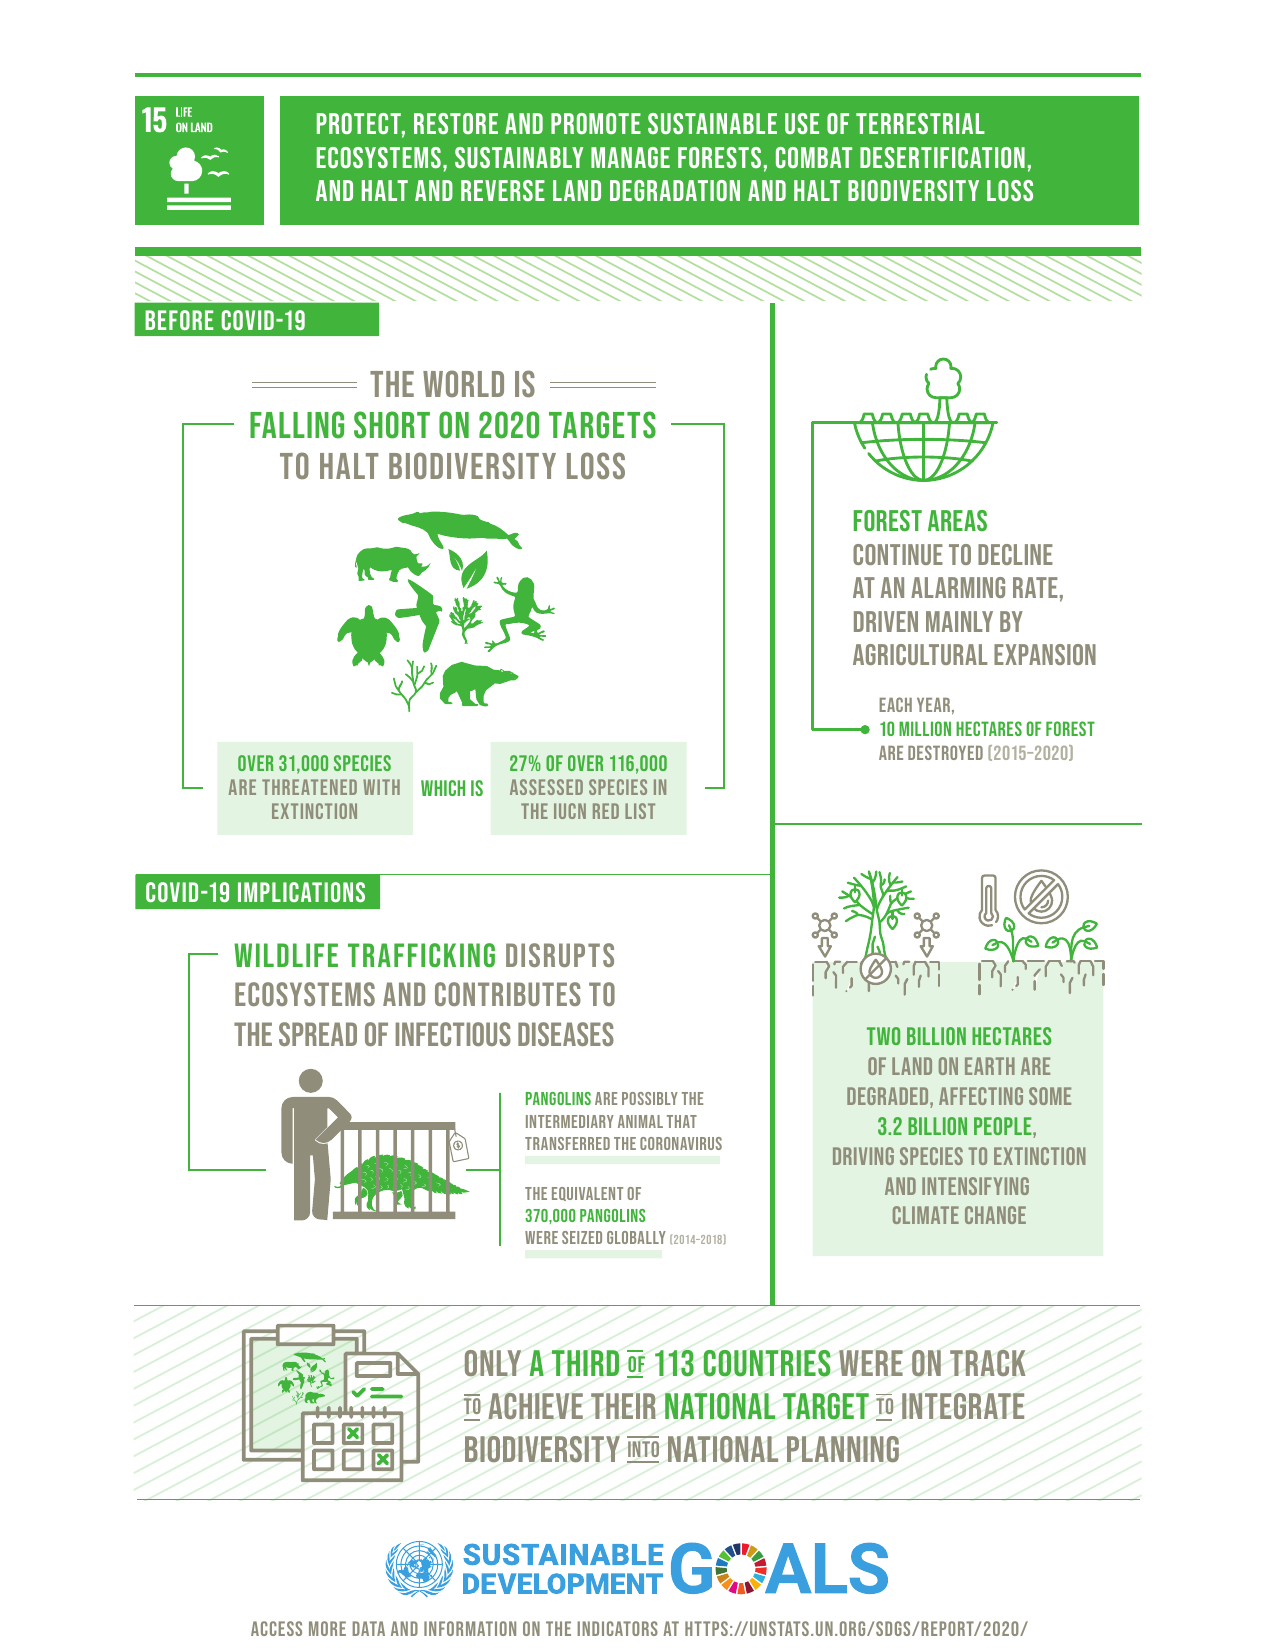 15 LIFE
ON LAND
PROTECT, RESTORE AND PROMOTE SUSTAINABLE USE OF TERRESTRIAL
ECOSYSTEMS, SUSTAINABLY MANAGE FORESTS, COMBAT DESERTIFICATION,
AND HALT AND REVERSE LAND DEGRADATION AND HALT BIODIVERSITY LOSS
BEFORE COVID-19
THE WORLD IS
FALLING SHORT ON 2020 TARGETS
TO HALT BIODIVERSITY LOSS
OVER 31,000 SPECIES
ARE THREATENED WITH
EXTINCTION
WHICH IS
27% OF OVER 116,000
ASSESSED SPECIES IN
THE IUCN RED LIST
FOREST AREAS
CONTINUE TO DECLINE
AT AN ALARMING RATE,
DRIVEN MAINLY BY
AGRICULTURAL EXPANSION
EACH YEAR,
10 MILLION HECTARES OF FOREST
ARE DESTROYED (2015-2020)
COVID-19 IMPLICATIONS
WILDLIFE TRAFFICKING DISRUPTS
ECOSYSTEMS AND CONTRIBUTES TO
THE SPREAD OF INFECTIOUS DISEASES
$
PANGOLINS ARE POSSIBLY THE
INTERMEDIARY ANIMAL THAT
TRANSFERRED THE CORONAVIRUS
THE EQUIVALENT OF
370,000 PANGOLINS
WERE SEIZED GLOBALLY (2014-2018)
TWO BILLION HECTARES
OF LAND ON EARTH ARE
DEGRADED, AFFECTING SOME
3.2 BILLION PEOPLE,
DRIVING SPECIES TO EXTINCTION
AND INTENSIFYING
CLIMATE CHANGE
ONLY A THIRD OF 113 COUNTRIES WERE ON TRACK
TO ACHIEVE THEIR NATIONAL TARGET TO INTEGRATE
BIODIVERSITY INTO NATIONAL PLANNING
SUSTAINABLE
DEVELOPMENT
GOALS
ACCESS MORE DATA AND INFORMATION ON THE INDICATORS AT HTTPS://UNSTATS.UN.ORG/SDGS/REPORT/2020/